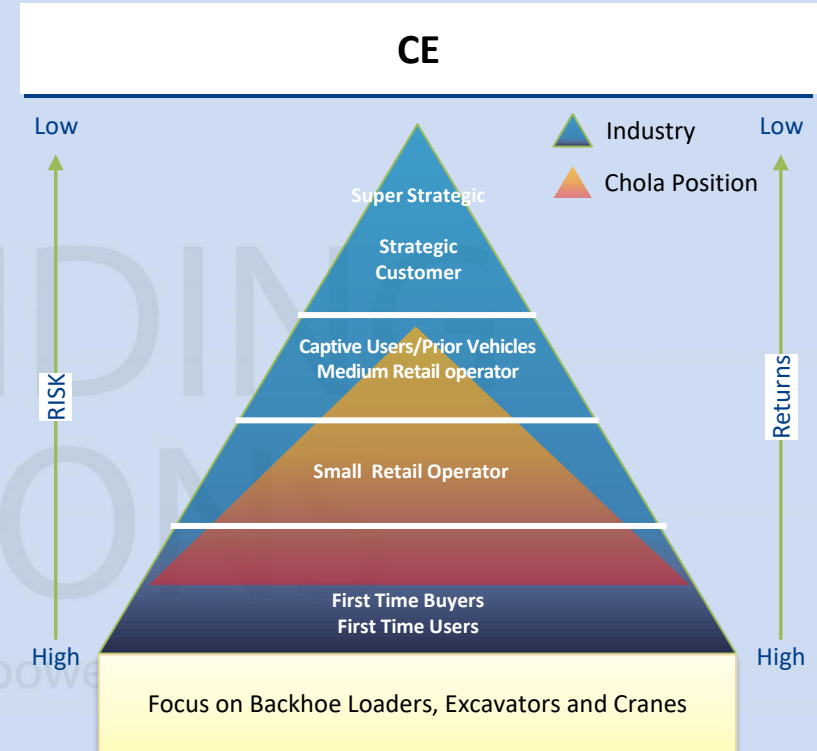 CE
Low
Industry
Low
Chola Position
Super Strategic
Strategic
Customer
Captive Users/Prior Vehicles
Medium Retail operator
RISK
Returns
Small  Retail Operator
First Time Buyers
First Time Users
High
High
Focus on Backhoe Loaders, Excavators and Cranes